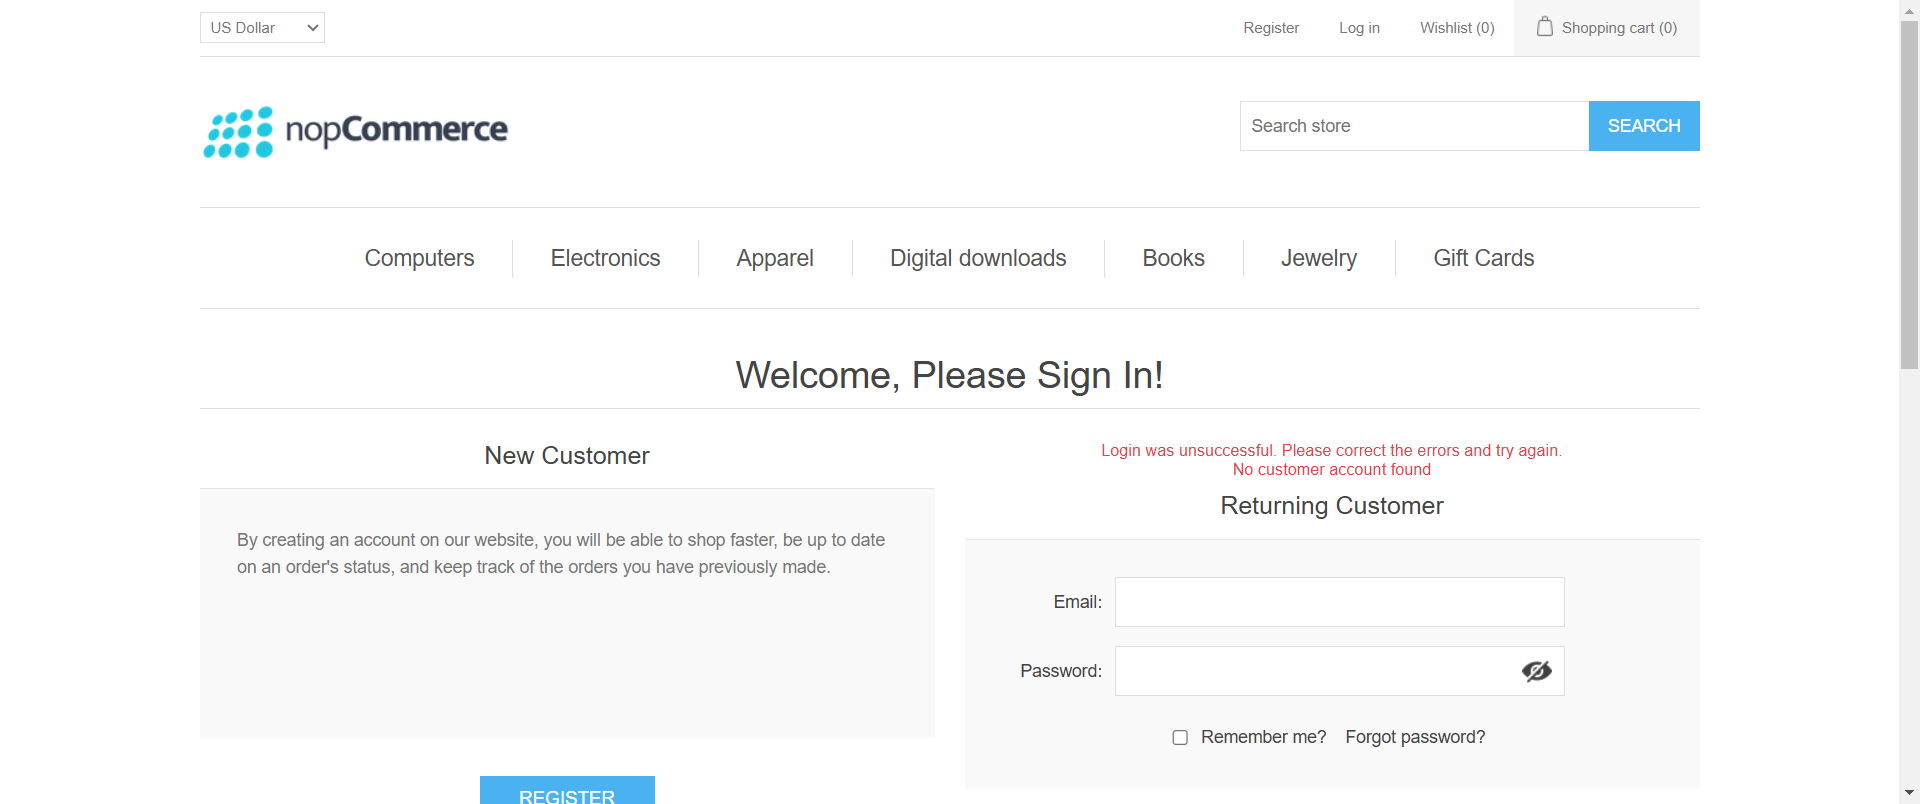 US Dollar
Register
Log in
Wishlist (0)
Shopping cart (0)
nopCommerce
Search store
SEARCH
Computers
Electronics
Apparel
Digital downloads
Books
Jewelry
Gift Cards
Welcome, Please Sign In!
New Customer
By creating an account on our website, you will be able to shop faster, be up to date
on an order's status, and keep track of the orders you have previously made.
REGISTER
Login was unsuccessful. Please correct the errors and try again.
No customer account found
Returning Customer
Email:
Password:
Remember me?
Forgot password?